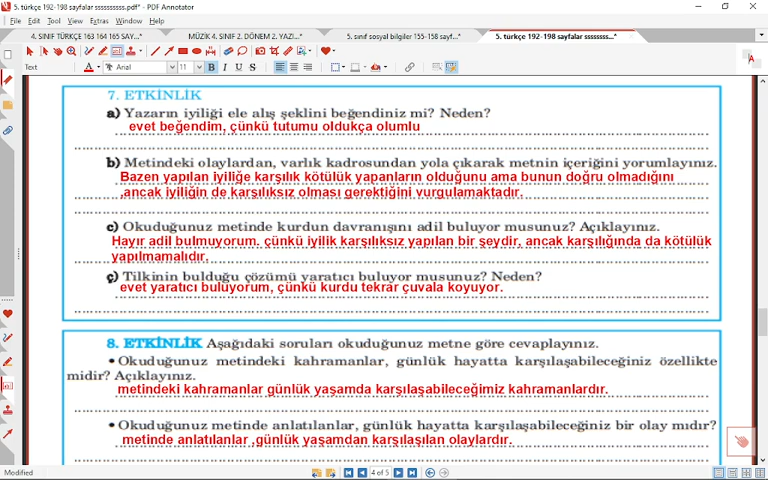 5. türkçe 192-198 sayfalar ssssssssss.pdf* - PDF Annotator
File Edit Tool View Extras Window Help
4. SINIF TÜRKÇE 163 164 165 SAY...* MÜZİK 4. SINIF 2. DÖNEM 2. YAZI...* 5. sınıf sosyal bilgiler 155-158 sayf...* 5. türkçe 192-198 sayfalar ssssssss...*
Text A Arial 11 B I U S
7. ETKİNLİK
a) Yazarın iyiliği ele alış şeklini beğendiniz mi? Neden?
evet beğendim, çünkü tutumu oldukça olumlu
b) Metindeki olaylardan, varlık kadrosundan yola çıkarak metnin içeriğini yorumlayınız.
Bazen yapılan iyiliğe karşılık kötülük yapanların olduğunu ama bunun doğru olmadığını
,ancak iyiliğin de karşılıksız olması gerektiğini vurgulamaktadır.
c) Okuduğunuz metinde kurdun davranışını adil buluyor musunuz? Açıklayınız.
Hayır adil bulmuyorum. çünkü iyilik karşılıksız yapılan bir şeydir, ancak karşılığında da kötülük
yapılmamalıdır.
ç) Tilkinin bulduğu çözümü yaratıcı buluyor musunuz? Neden?
evet yaratıcı buluyorum, çünkü kurdu tekrar çuvala koyuyor.
8. ETKİNLİK Aşağıdaki soruları okuduğunuz metne göre cevaplayınız.
• Okuduğunuz metindeki kahramanlar, günlük hayatta karşılaşabileceğiniz özellikte
midir? Açıklayınız.
metindeki kahramanlar günlük yaşamda karşılaşabileceğimiz kahramanlardır.
• Okuduğunuz metinde anlatılanlar, günlük hayatta karşılaşabileceğiniz bir olay mıdır?
metinde anlatılanlar ,günlük yaşamdan karşılaşılan olaylardır.
Modified 4 of 5